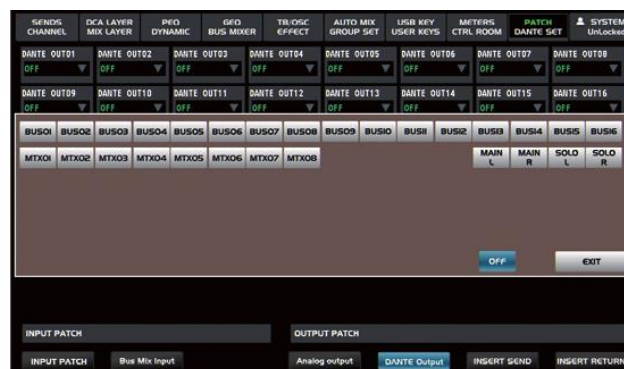 SENDS DCA LAYER PEQ GEQ TB/OSC AUTO MIX USB KEY METERS PATCH SYSTEM
CHANNEL MIX LAYER DYNAMIC BUS MIXER EFFECT GROUP SET USER KEYS CTRL ROOM DANTE SET UnLocked
DANTE OUT01 DANTE OUT02 DANTE OUT03 DANTE OUT04 DANTE OUT05 DANTE OUT06 DANTE OUT07 DANTE OUT08
OFF OFF OFF OFF OFF OFF OFF OFF
DANTE OUT09 DANTE OUT10 DANTE OUT11 DANTE OUT12 DANTE OUT13 DANTE OUT14 DANTE OUT15 DANTE OUT16
OFF OFF OFF OFF OFF OFF OFF OFF
BUS01 BUS02 BUS03 BUS04 BUS05 BUS06 BUS07 BUS08 BUS09 BUS10 BUS11 BUS12 BUS13 BUS14 BUS15 BUS16
MTX01 MTX02 MTX03 MTX04 MTX05 MTX06 MTX07 MTX08 MAIN L MAIN R SOLO L SOLO R
OFF EXIT
INPUT PATCH OUTPUT PATCH
INPUT PATCH Bus Mix Input Analog output DANTE Output INSERT SEND INSERT RETURN